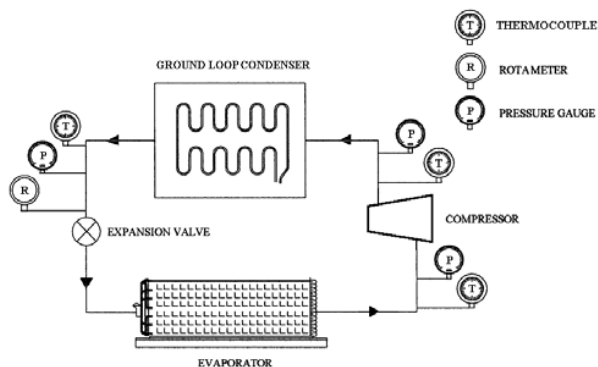 T
THERMOCOUPLE
GROUND LOOP CONDENSER
R
ROTAMETER
P
PRESSURE GAUGE
T
P
R
P
T
EXPANSION VALVE
COMPRESSOR
P
T
EVAPORATOR